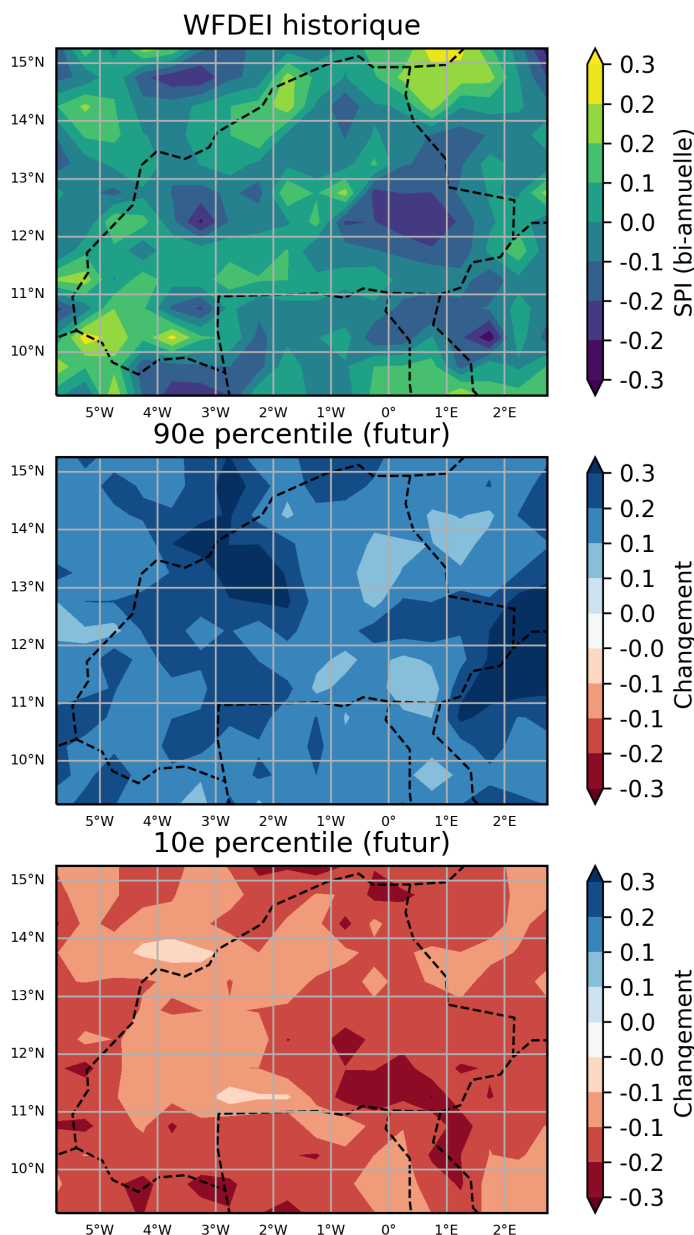 WFDEI historique
15°N
14°N
13°N
12°N
11°N
10°N
5°W 4°W 3°W 2°W 1°W 0° 1°E 2°E
0.3
0.2
0.2
0.1
0.0
-0.1
-0.2
-0.2
-0.3
SPI (bi-annuelle)
90e percentile (futur)
15°N
14°N
13°N
12°N
11°N
10°N
5°W 4°W 3°W 2°W 1°W 0° 1°E 2°E
0.3
0.2
0.1
0.1
0.0
-0.0
-0.1
-0.1
-0.2
-0.3
Changement
10e percentile (futur)
15°N
14°N
13°N
12°N
11°N
10°N
5°W 4°W 3°W 2°W 1°W 0° 1°E 2°E
0.3
0.2
0.1
0.1
0.0
-0.0
-0.1
-0.1
-0.2
-0.3
Changement